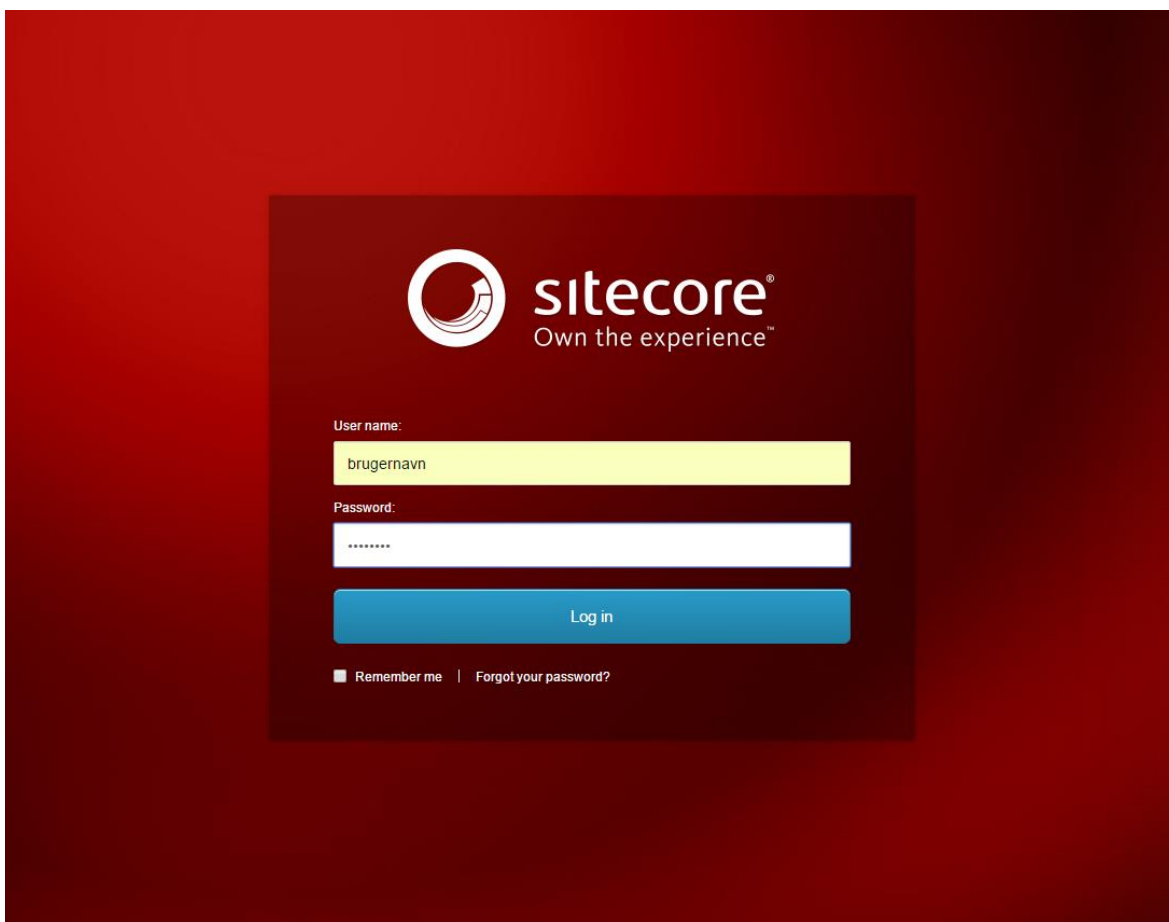 sitecore®
Own the experience™
User name:
brugernavn
Password:
••••••••
Log in
Remember me | Forgot your password?